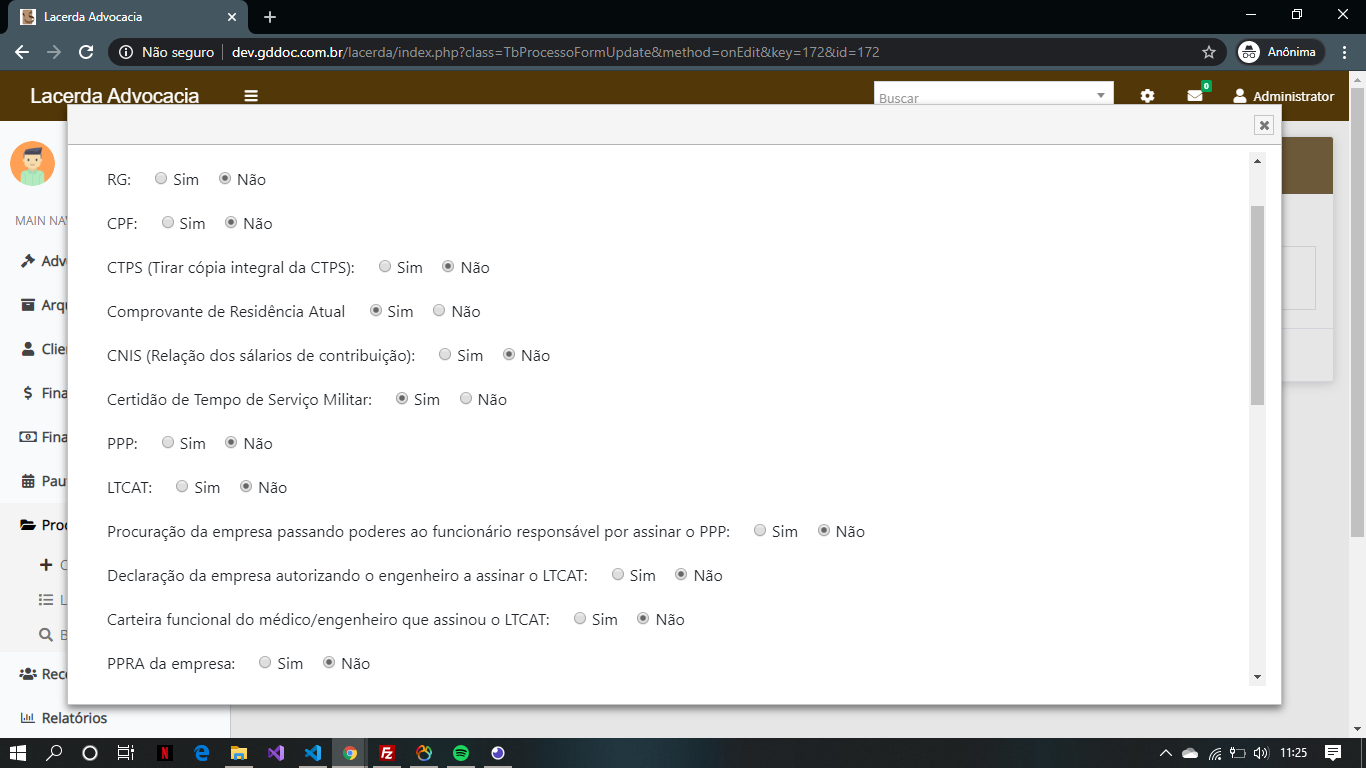 Lacerda Advocacia
Não seguro dev.gddoc.com.br/lacerda/index.php?class=TbProcessoFormUpdate&method=onEdit&key=172&id=172 Anônima
Lacerda Advocacia Buscar 0 Administrator
MAIN NA
RG: Sim Não
CPF: Sim Não
Adv
CTPS (Tirar cópia integral da CTPS): Sim Não
Arq
Comprovante de Residência Atual Sim Não
Clie
CNIS (Relação dos sálarios de contribuição): Sim Não
Fina
Certidão de Tempo de Serviço Militar: Sim Não
Fina
PPP: Sim Não
Pau
LTCAT: Sim Não
Proc
Procuração da empresa passando poderes ao funcionário responsável por assinar o PPP: Sim Não
C
Declaração da empresa autorizando o engenheiro a assinar o LTCAT: Sim Não
L
Carteira funcional do médico/engenheiro que assinou o LTCAT: Sim Não
B
PPRA da empresa: Sim Não
Rec
Relatórios
11:25